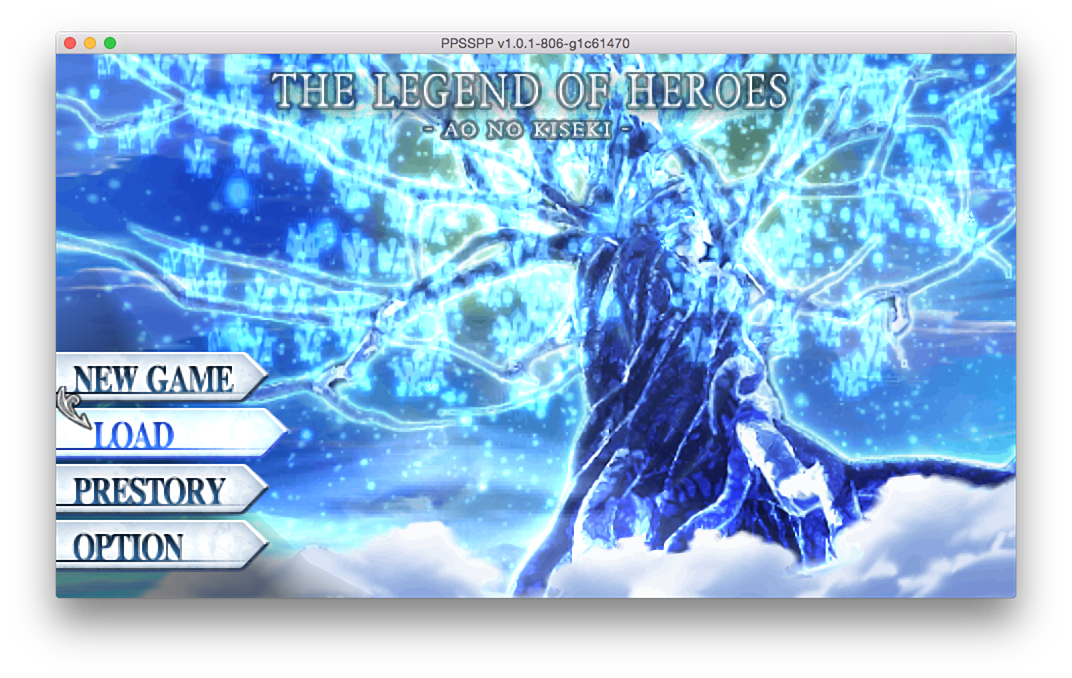 PPSSPP v1.0.1-806-g1c61470
THE LEGEND OF HEROES
- AO NO KISEKI -
NEW GAME
LOAD
PRESTORY
OPTION